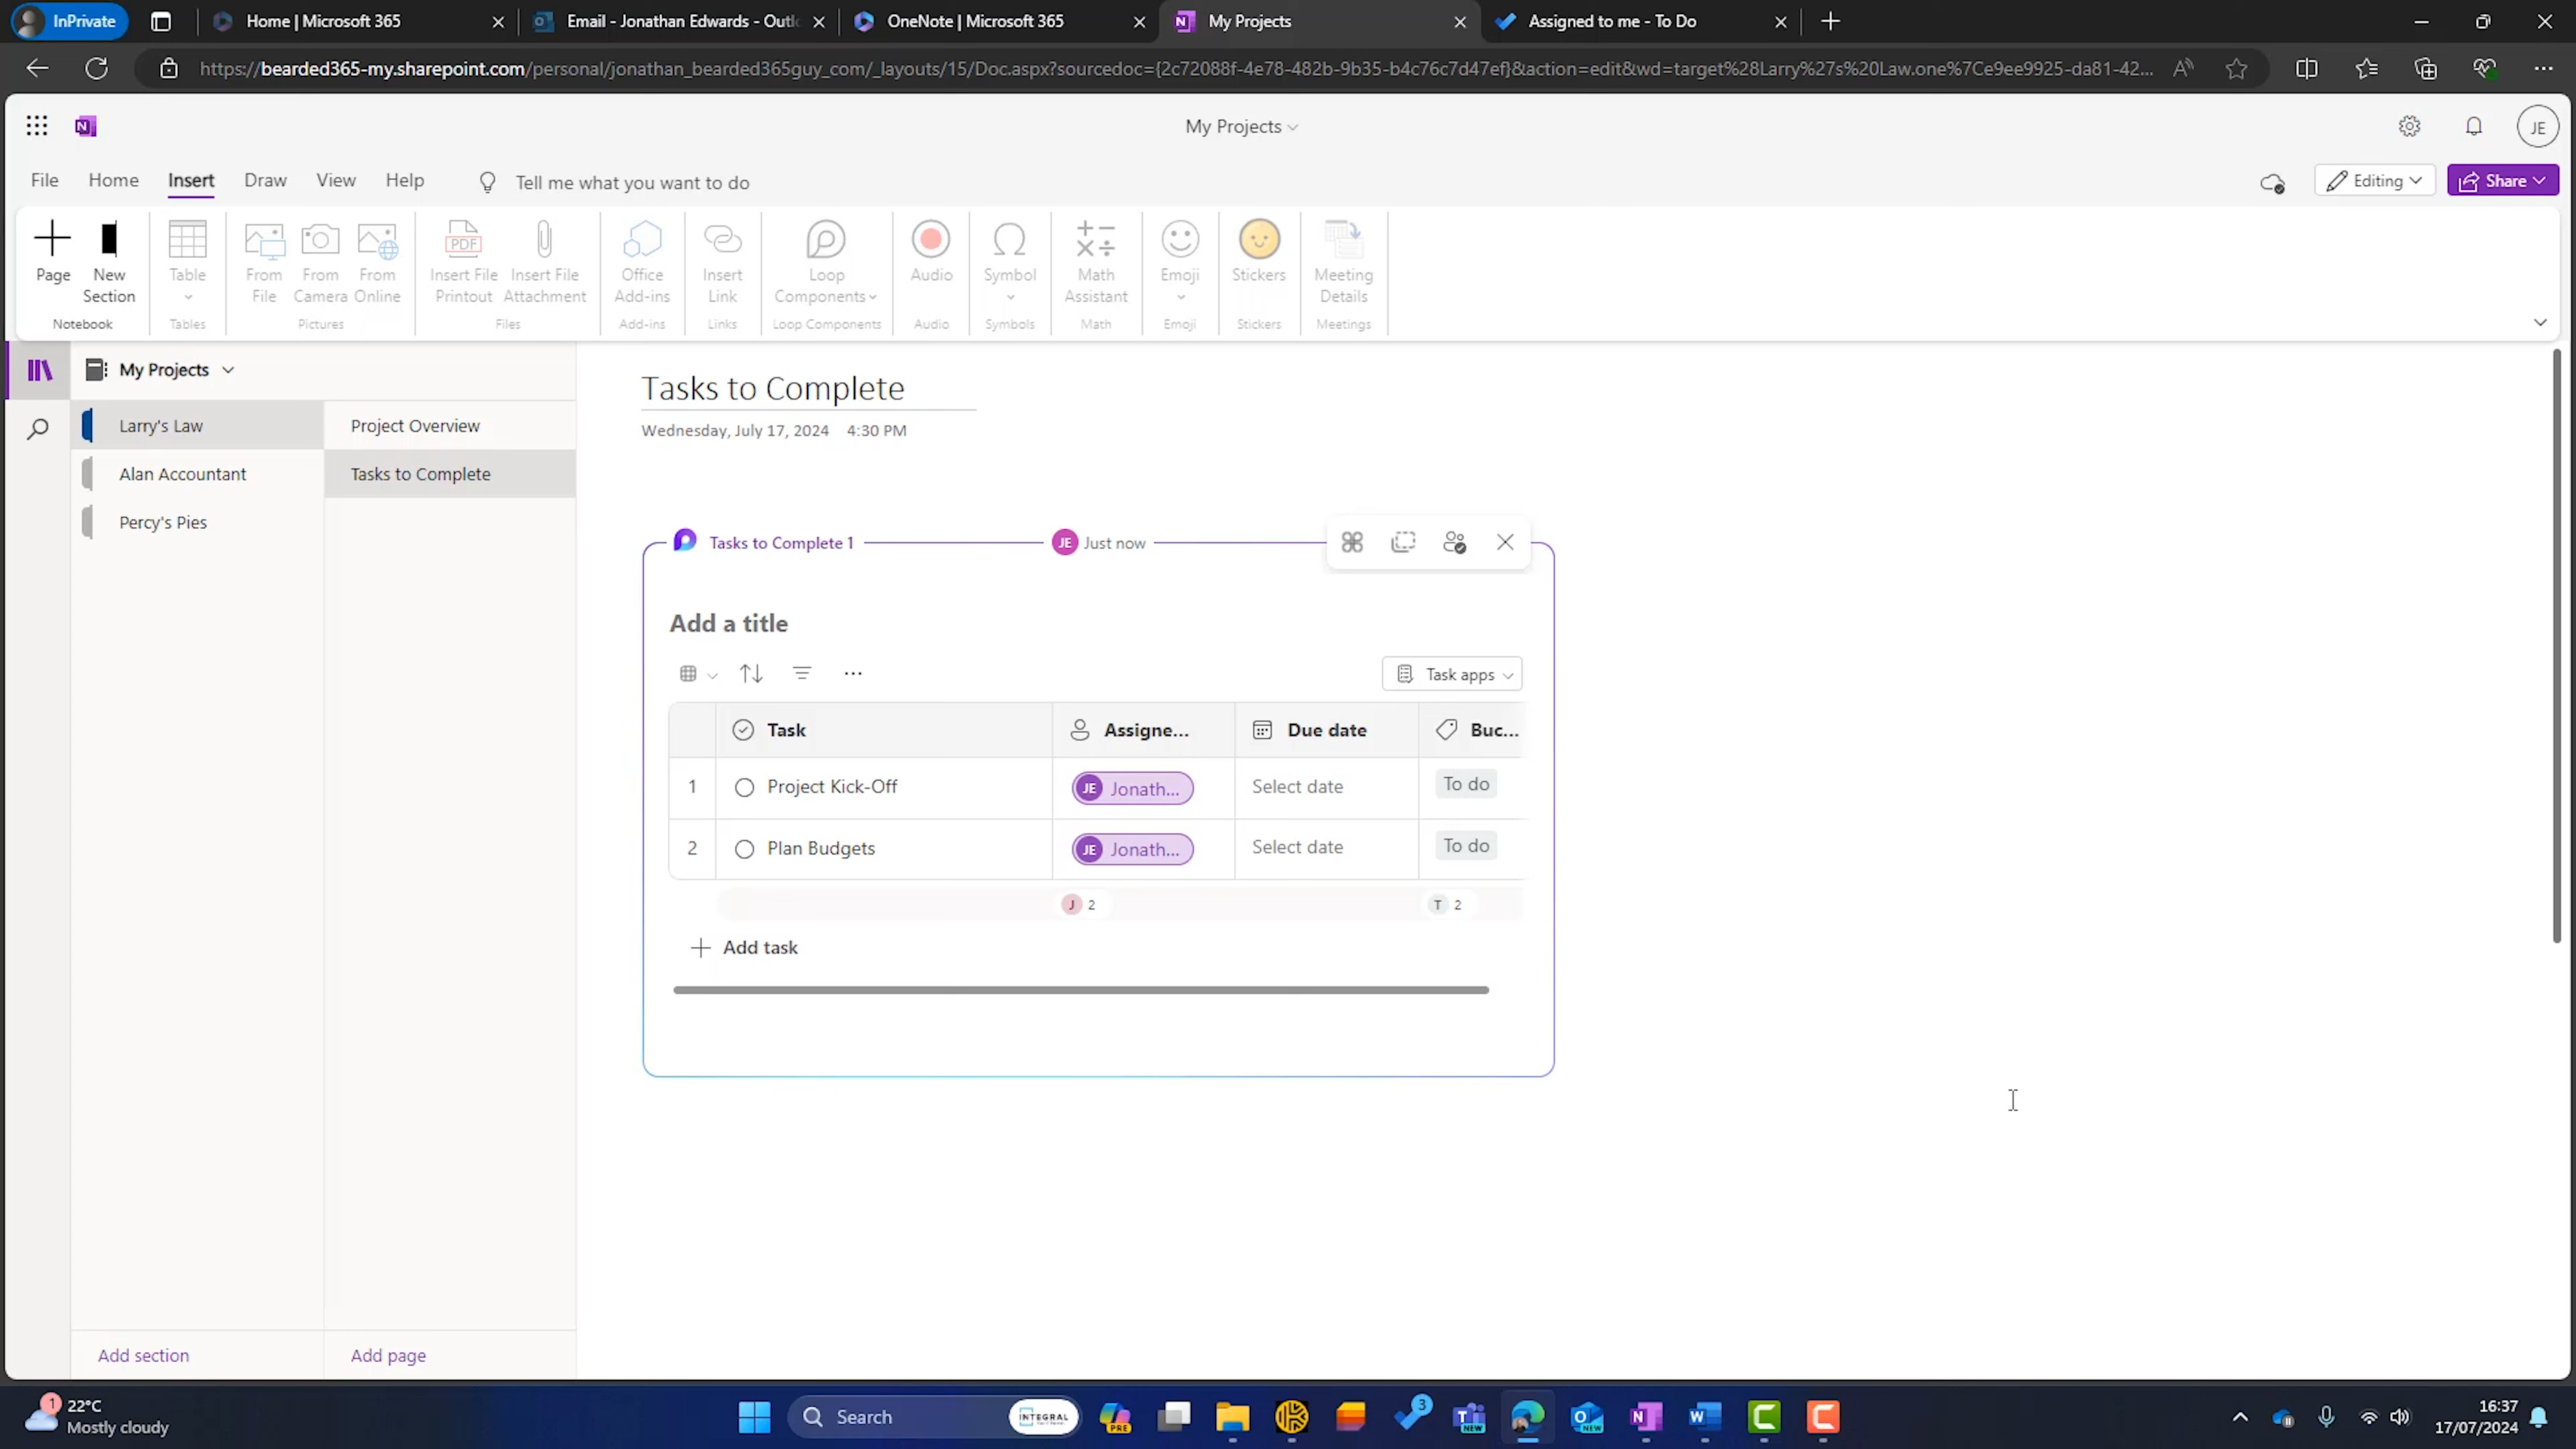 InPrivate
Home | Microsoft 365
Email - Jonathan Edwards - Outl
OneNote | Microsoft 365
My Projects
Assigned to me - To Do
https://bearded365-my.sharepoint.com/personal/jonathan_bearded365guy_com/_layouts/15/Doc.aspx?sourcedoc={2c72088f-4e78-482b-9b35-b4c76c7d47ef}&action=edit&wd=target%28Larry%27s%20Law.one%7Ce9ee9925-da81-42...
My Projects
JE
File Home Insert Draw View Help Tell me what you want to do
Editing
Share
Page
New Section
Notebook
Table
Tables
From File
From Camera
From Online
Pictures
PDF
Insert File Printout
Insert File Attachment
Files
Office Add-ins
Add-ins
Insert Link
Links
Loop Components
Loop Components
Audio
Audio
Symbol
Symbols
Math Assistant
Math
Emoji
Emoji
Stickers
Stickers
Meeting Details
Meetings
My Projects
Larry's Law
Alan Accountant
Percy's Pies
Project Overview
Tasks to Complete
Tasks to Complete
Wednesday, July 17, 2024 4:30 PM
Tasks to Complete 1
JE Just now
Add a title
Task apps
Task Assigne... Due date Buc...
1 Project Kick-Off JE Jonath... Select date To do
2 Plan Budgets JE Jonath... Select date To do
J 2 T 2
Add task
Add section
Add page
1
22°C
Mostly cloudy
Search
INTEGRAL
PRE
3
NEW
NEW
16:37
17/07/2024